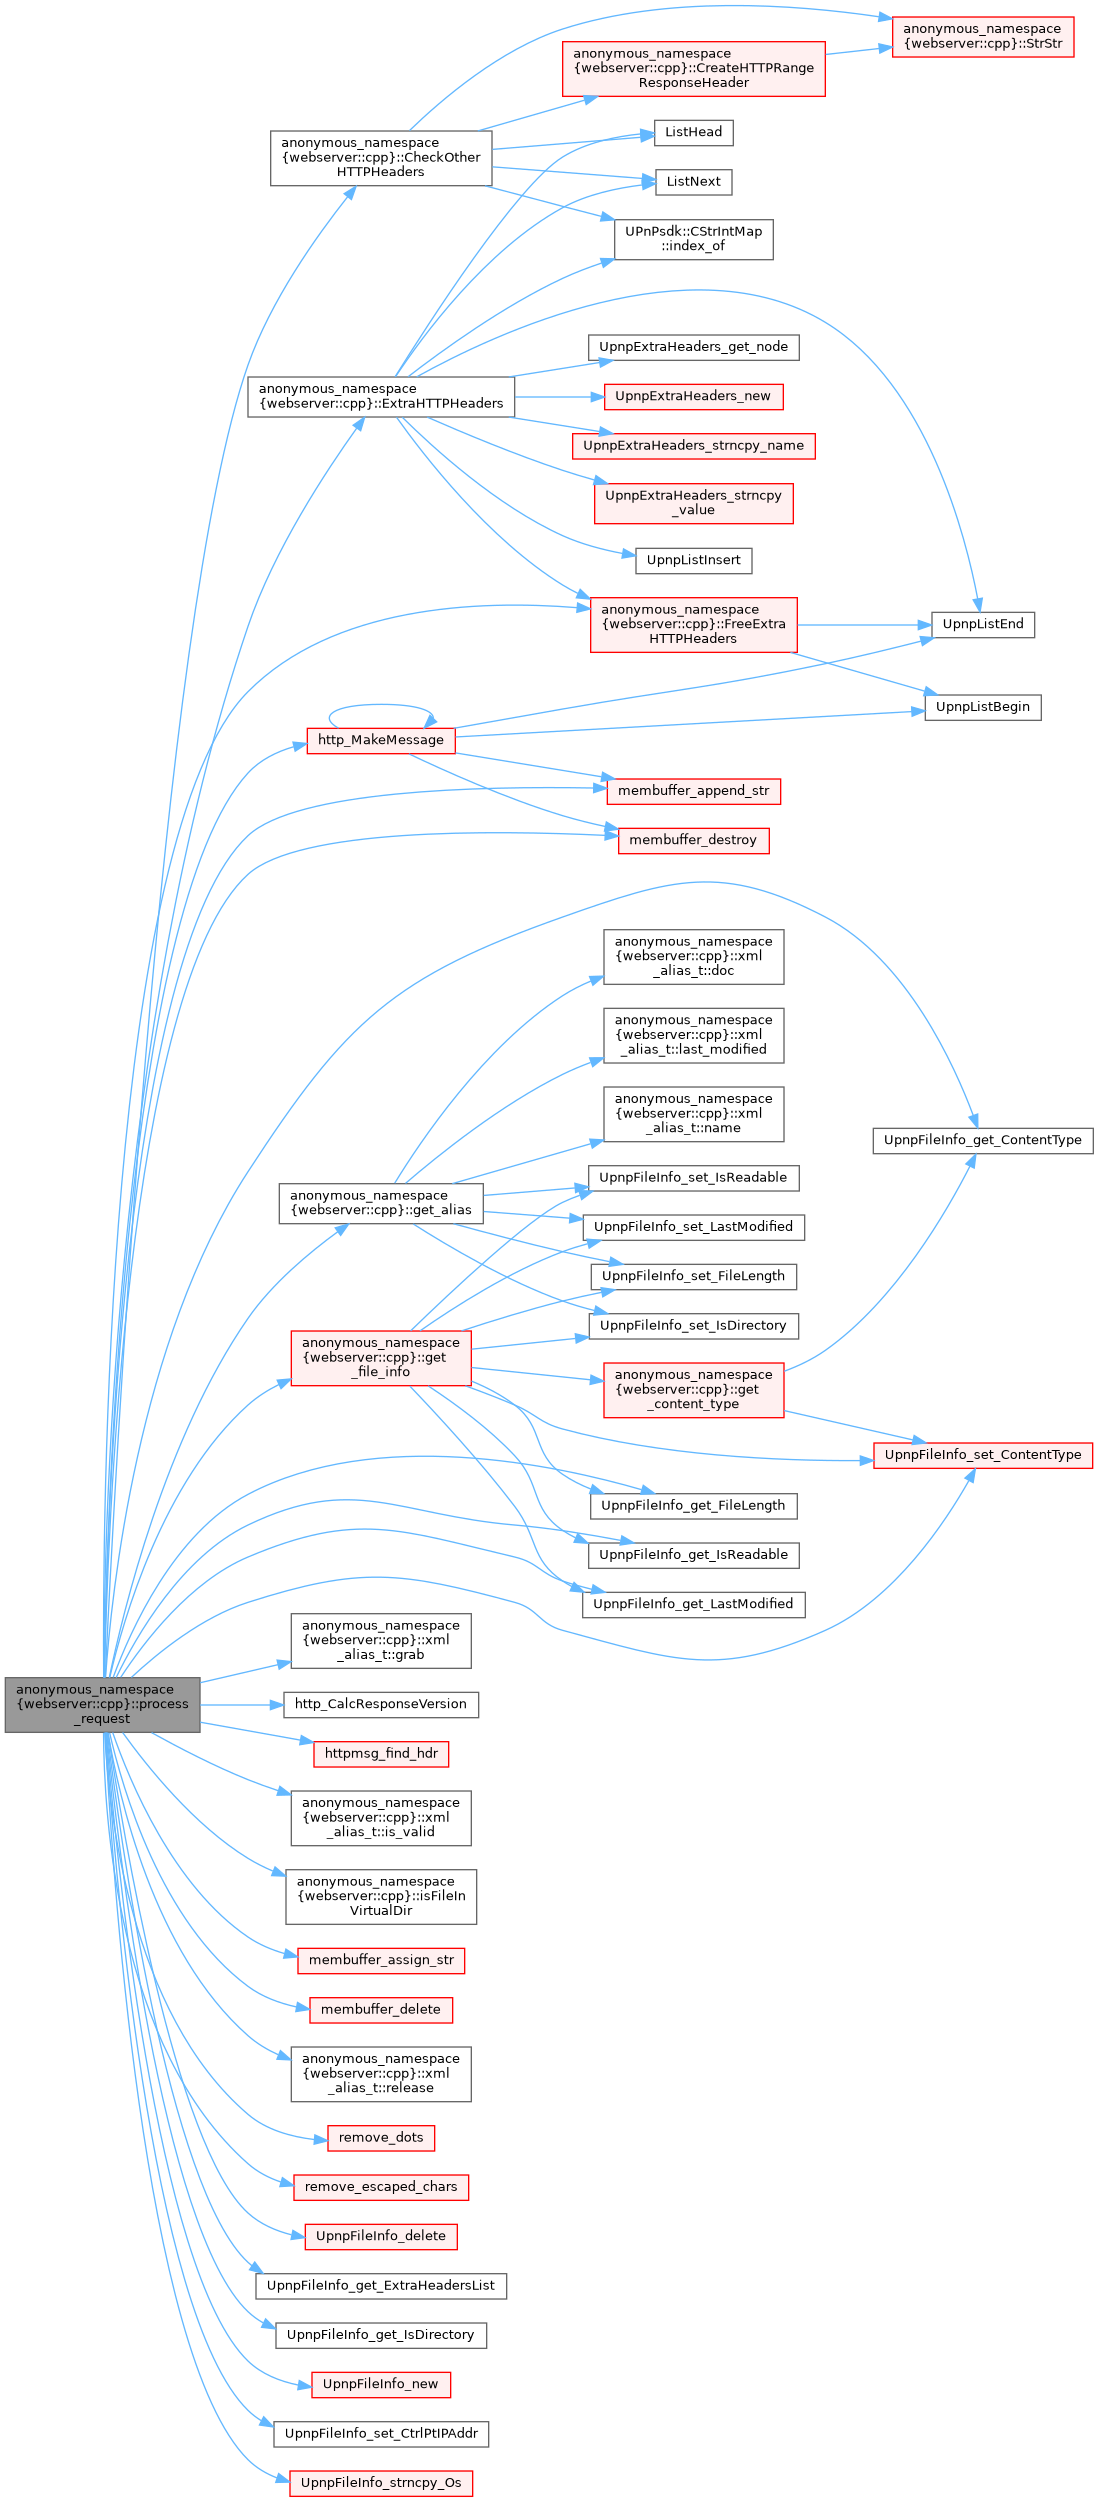 anonymous_namespace
{webserver::cpp}::StrStr
anonymous_namespace
{webserver::cpp}::CreateHTTPRange
ResponseHeader
ListHead
anonymous_namespace
{webserver::cpp}::CheckOther
HTTPHeaders
ListNext
UPnPsdk::CStrIntMap
::index_of
UpnpExtraHeaders_get_node
anonymous_namespace
{webserver::cpp}::ExtraHTTPHeaders
UpnpExtraHeaders_new
UpnpExtraHeaders_strncpy_name
UpnpExtraHeaders_strncpy
_value
UpnpListInsert
anonymous_namespace
{webserver::cpp}::FreeExtra
HTTPHeaders
UpnpListEnd
UpnpListBegin
http_MakeMessage
membuffer_append_str
membuffer_destroy
anonymous_namespace
{webserver::cpp}::xml
_alias_t::doc
anonymous_namespace
{webserver::cpp}::xml
_alias_t::last_modified
anonymous_namespace
{webserver::cpp}::xml
_alias_t::name
UpnpFileInfo_get_ContentType
UpnpFileInfo_set_IsReadable
anonymous_namespace
{webserver::cpp}::get_alias
UpnpFileInfo_set_LastModified
UpnpFileInfo_set_FileLength
UpnpFileInfo_set_IsDirectory
anonymous_namespace
{webserver::cpp}::get
_file_info
anonymous_namespace
{webserver::cpp}::get
_content_type
UpnpFileInfo_set_ContentType
UpnpFileInfo_get_FileLength
UpnpFileInfo_get_IsReadable
UpnpFileInfo_get_LastModified
anonymous_namespace
{webserver::cpp}::xml
_alias_t::grab
anonymous_namespace
{webserver::cpp}::process
_request
http_CalcResponseVersion
httpmsg_find_hdr
anonymous_namespace
{webserver::cpp}::xml
_alias_t::is_valid
anonymous_namespace
{webserver::cpp}::isFileIn
VirtualDir
membuffer_assign_str
membuffer_delete
anonymous_namespace
{webserver::cpp}::xml
_alias_t::release
remove_dots
remove_escaped_chars
UpnpFileInfo_delete
UpnpFileInfo_get_ExtraHeadersList
UpnpFileInfo_get_IsDirectory
UpnpFileInfo_new
UpnpFileInfo_set_CtrlPtIPAddr
UpnpFileInfo_strncpy_Os